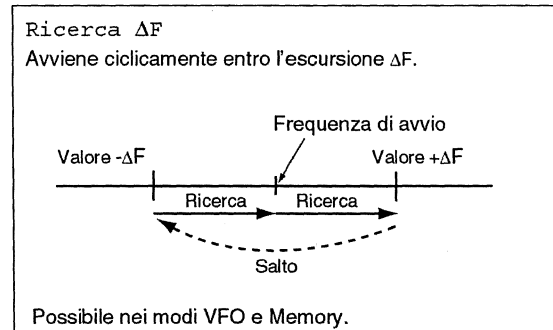 Ricerca ΔF
Avviene ciclicamente entro l'escursione ΔF.
Frequenza di avvio
Valore -ΔF
Valore +ΔF
Ricerca
Ricerca
Salto
Possibile nei modi VFO e Memory.